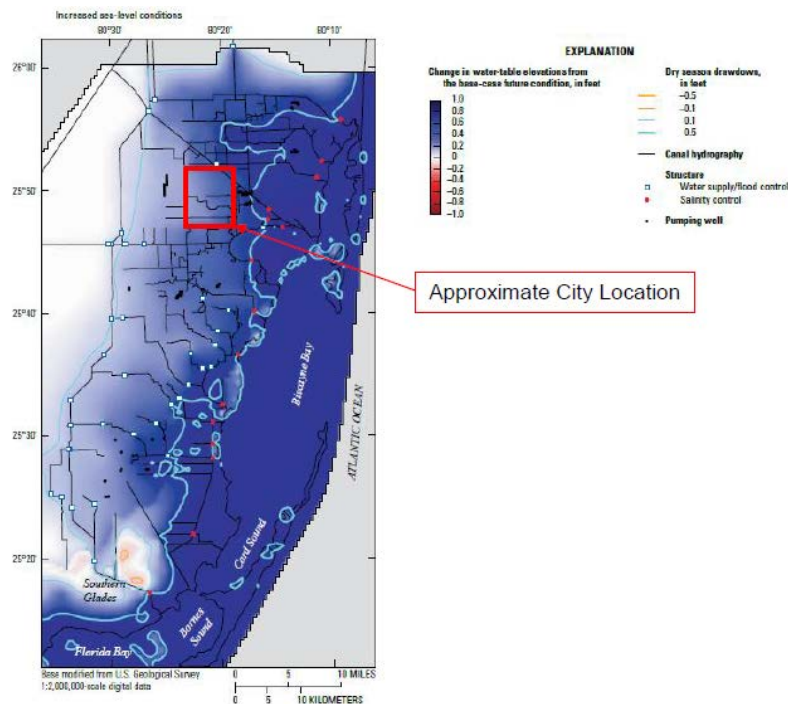 Increased sea-level conditions
80°30' 80°20' 80°10'
26°00'
25°50'
25°40'
25°30'
25°20'
Biscayne Bay
ATLANTIC OCEAN
Card Sound
Barnes Sound
Southern
Glades
Florida Bay
Base modified from U.S. Geological Survey
1:2,000,000-scale digital data
0 5 10 MILES
0 5 10 KILOMETERS
EXPLANATION
Change in water-table elevations from
the base-case future condition, in feet
1.0
0.8
0.6
0.4
0.2
0
–0.2
–0.4
–0.6
–0.8
–1.0
Dry season drawdown,
in feet
–0.5
–0.1
0.1
0.5
Canal hydrography
Structure
Water supply/flood control
Salinity control
Pumping well
Approximate City Location